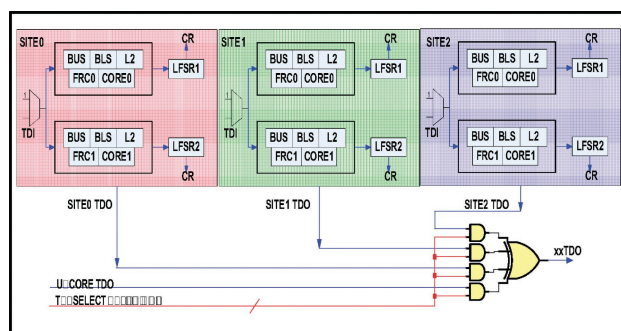 SITE0
CR
BUS BLS L2
FRC0 CORE0
LFSR1
1
TDI
BUS BLS L2
FRC1 CORE1
LFSR2
CR
SITE1
CR
BUS BLS L2
FRC0 CORE0
LFSR1
1
TDI
BUS BLS L2
FRC1 CORE1
LFSR2
CR
SITE2
CR
BUS BLS L2
FRC0 CORE0
LFSR1
1
TDI
BUS BLS L2
FRC1 CORE1
LFSR2
CR
SITE0 TDO
SITE1 TDO
SITE2 TDO
xxTDO
CORE TDO
SELECT